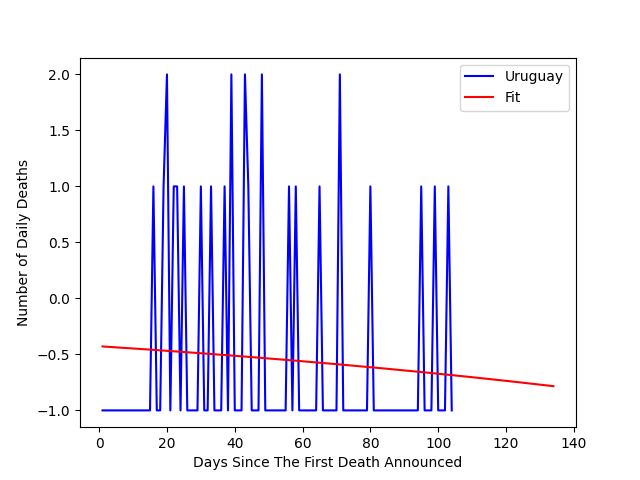 Uruguay
Fit
2.0
1.5
1.0
0.5
0.0
−0.5
−1.0
Number of Daily Deaths
0 20 40 60 80 100 120 140
Days Since The First Death Announced